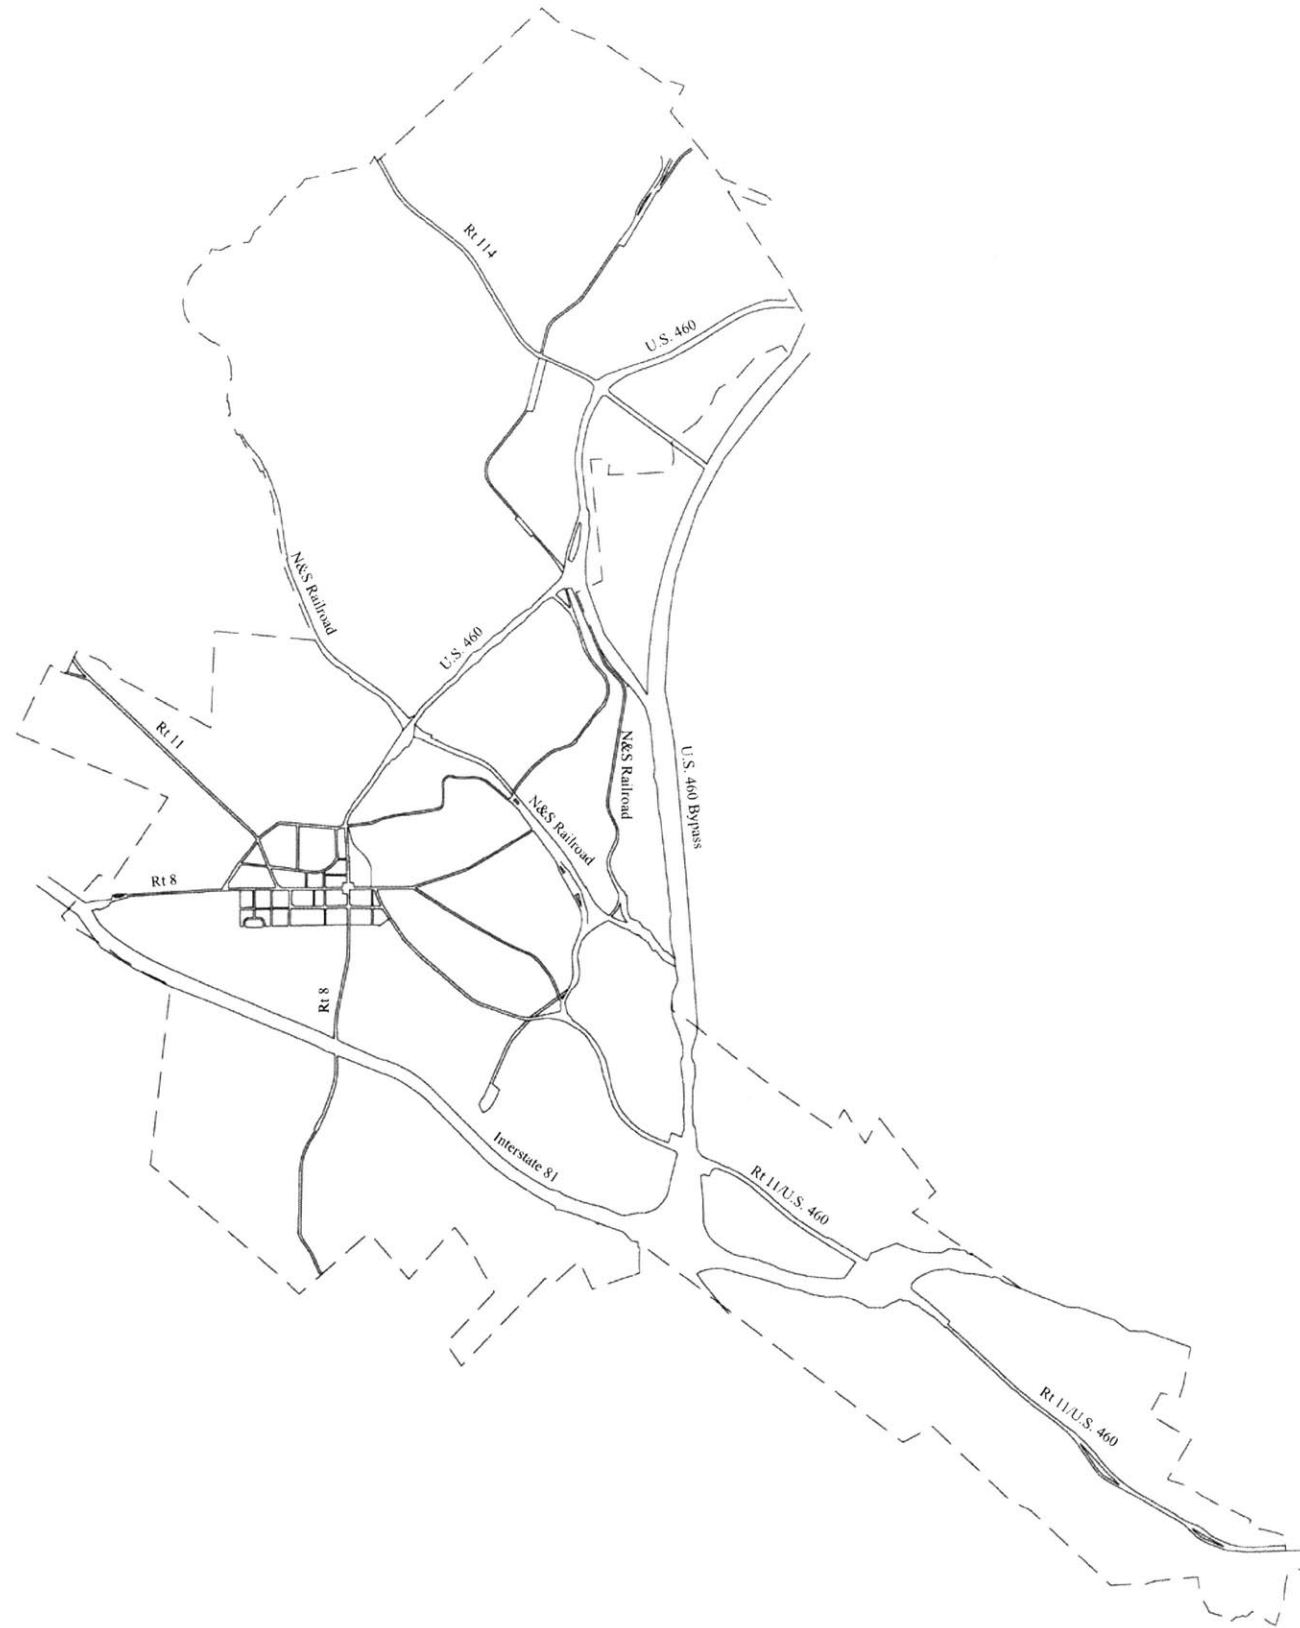 Rt 114
U.S. 460
N&S Railroad
U.S. 460
Rt 11
N&S Railroad
U.S. 460 Bypass
N&S Railroad
Rt 8
Rt 8
Interstate 81
Rt 11/U.S. 460
Rt 11/U.S. 460